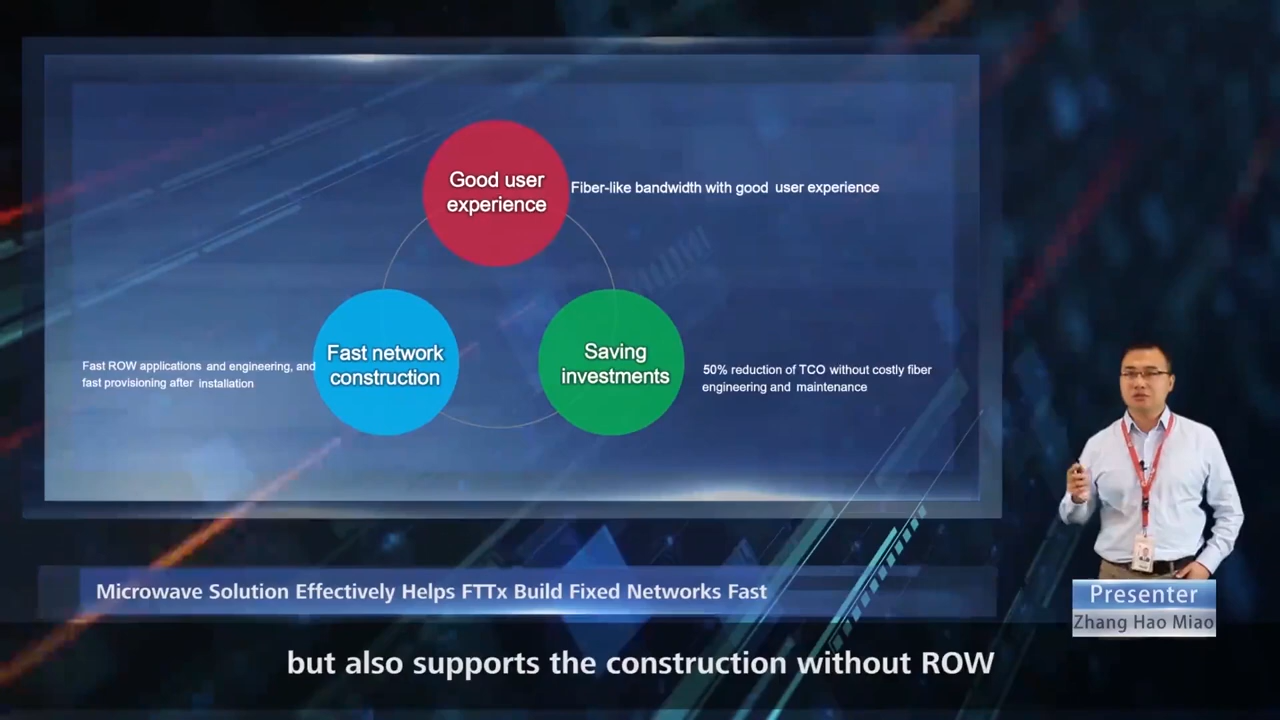 Good user
experience
Fiber-like bandwidth with good user experience
Fast network
construction
Fast ROW applications and engineering, and
fast provisioning after installation
Saving
investments
50% reduction of TCO without costly fiber
engineering and maintenance
Microwave Solution Effectively Helps FTTx Build Fixed Networks Fast
Presenter
Zhang Hao Miao
but also supports the construction without ROW